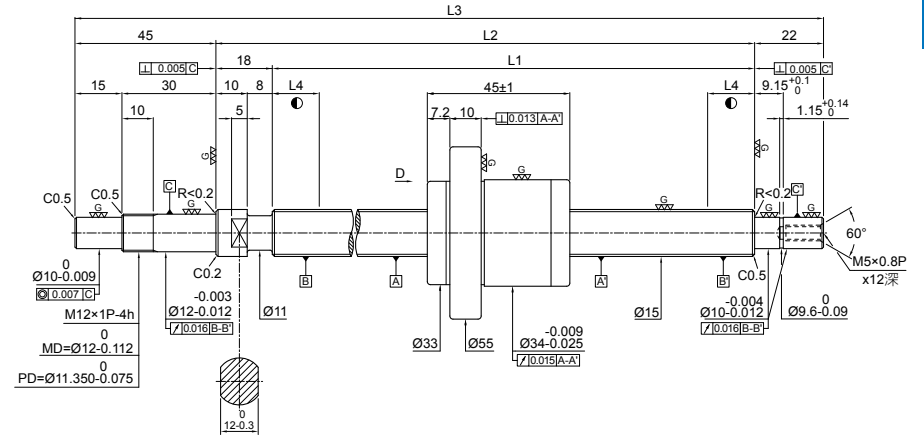 L3
45
L2
22
⊥ 0.005 C
18
L1
⊥ 0.005 C'
15
30
10
8
L4
45±1
L4
9.15 +0.1 0
10
5
7.2
10
⊥ 0.013 A-A'
1.15 +0.14 0
G
G
G
G
D
C0.5
C0.5
C
R<0.2
R<0.2
C'
G
G
G
G
G
60°
C0.2
B
A
A'
B'
C0.5
M5×0.8P
x12深
0
Ø10-0.009
◎ 0.007 C
-0.003
Ø12-0.012
⌰ 0.016 B-B'
Ø11
-0.004
Ø10-0.012
⌰ 0.016 B-B'
0
Ø9.6-0.09
M12×1P-4h
0
MD=Ø12-0.112
0
PD=Ø11.350-0.075
Ø33
Ø55
-0.009
Ø34-0.025
⌰ 0.015 A-A'
Ø15
0
12-0.3